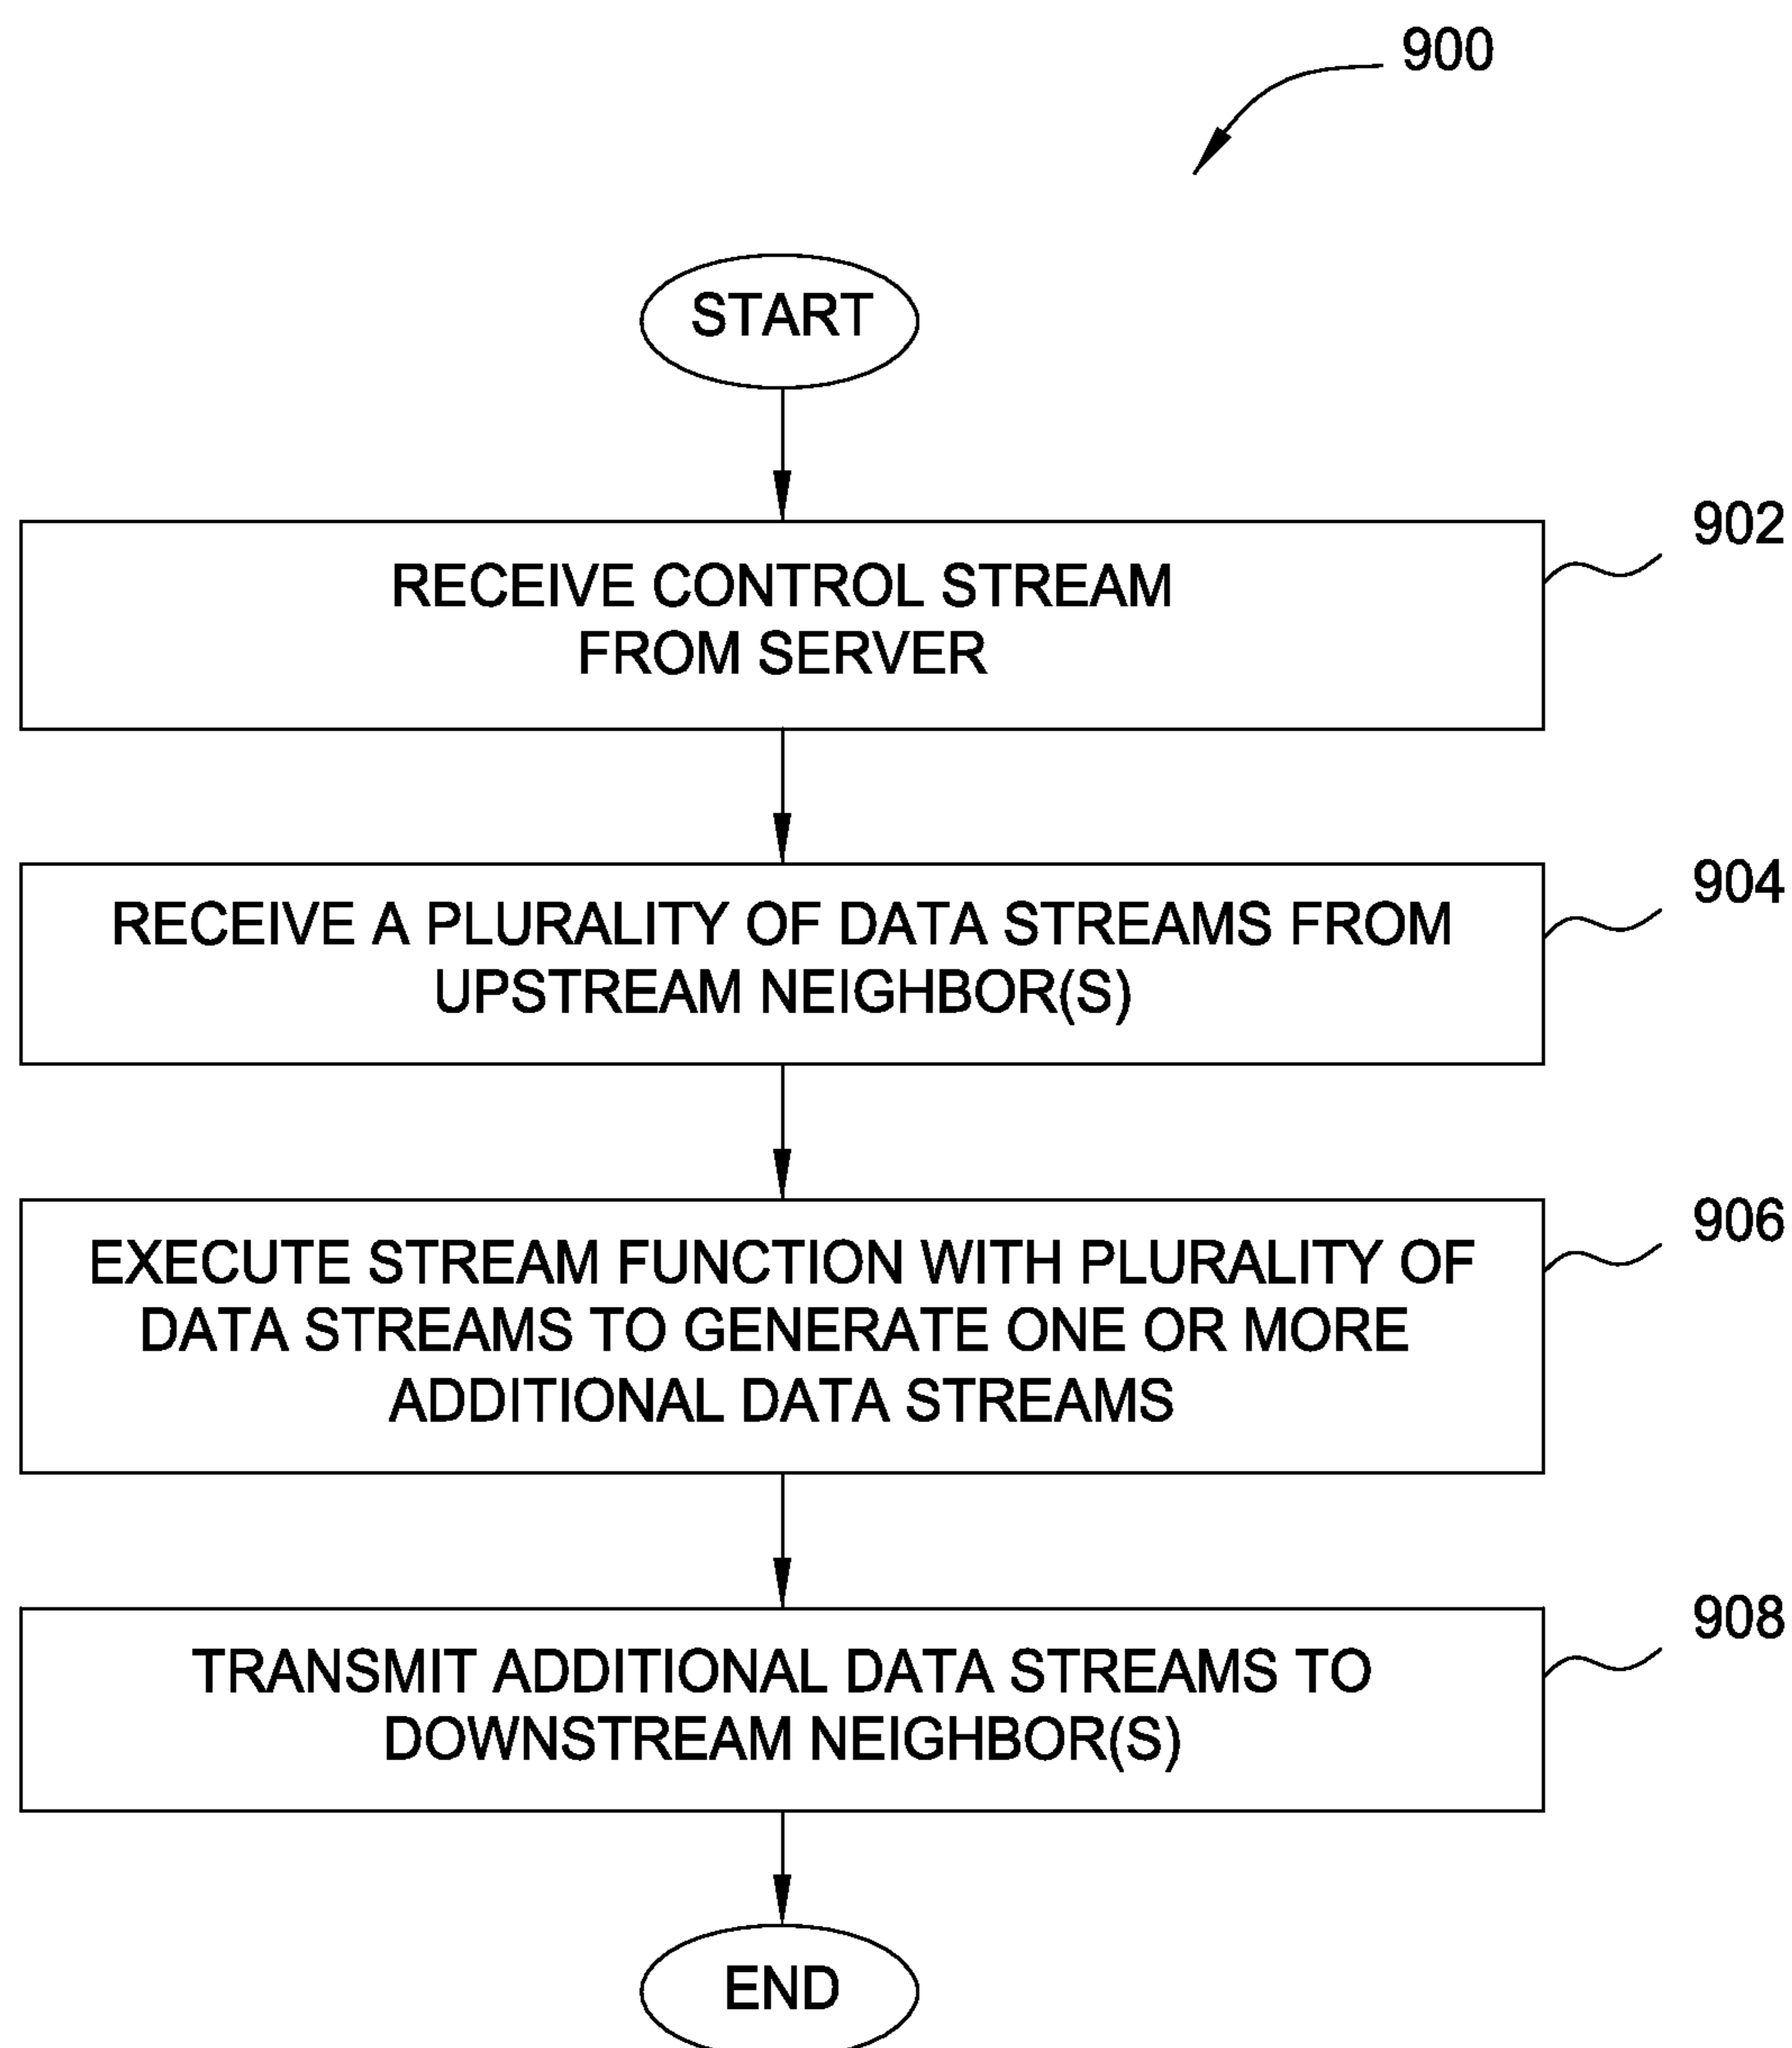 900
START
902
RECEIVE CONTROL STREAM
FROM SERVER
904
RECEIVE A PLURALITY OF DATA STREAMS FROM
UPSTREAM NEIGHBOR(S)
906
EXECUTE STREAM FUNCTION WITH PLURALITY OF
DATA STREAMS TO GENERATE ONE OR MORE
ADDITIONAL DATA STREAMS
908
TRANSMIT ADDITIONAL DATA STREAMS TO
DOWNSTREAM NEIGHBOR(S)
END